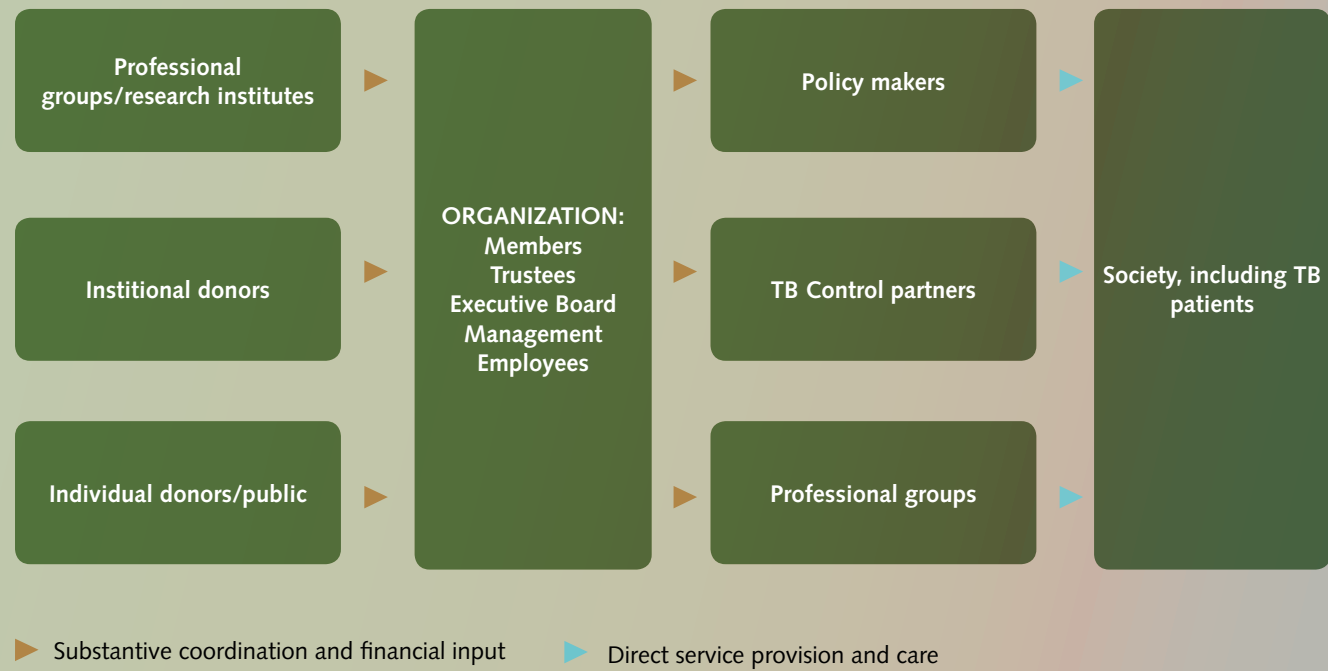 Professional
groups/research institutes
Institional donors
Individual donors/public
ORGANIZATION:
Members
Trustees
Executive Board
Management
Employees
Policy makers
TB Control partners
Professional groups
Society, including TB
patients
Substantive coordination and financial input
Direct service provision and care